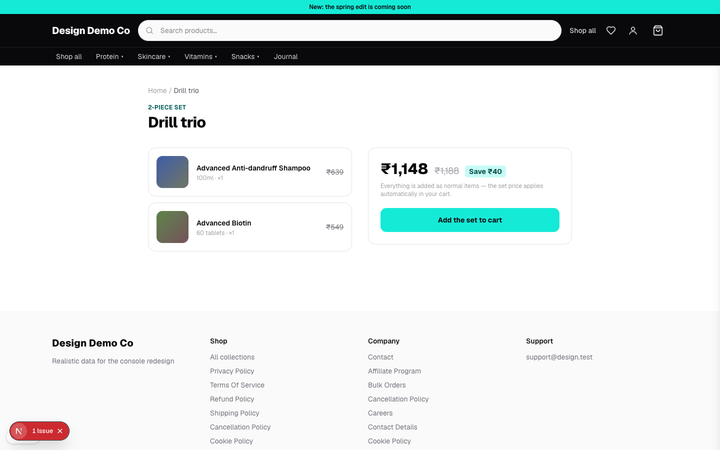 New: the spring edit is coming soon
Design Demo Co
Search products...
Shop all
Shop all
Protein
Skincare
Vitamins
Snacks
Journal
Home / Drill trio
2-PIECE SET
Drill trio
Advanced Anti-dandruff Shampoo
100ml · ×1
₹639
Advanced Biotin
60 tablets · ×1
₹549
₹1,148 ₹1,188 Save ₹40
Everything is added as normal items — the set price applies
automatically in your cart.
Add the set to cart
Design Demo Co
Realistic data for the console redesign
Shop
All collections
Privacy Policy
Terms Of Service
Refund Policy
Shipping Policy
Cancellation Policy
Cookie Policy
Company
Contact
Affiliate Program
Bulk Orders
Cancellation Policy
Careers
Contact Details
Cookie Policy
Support
support@design.test
N 1 Issue